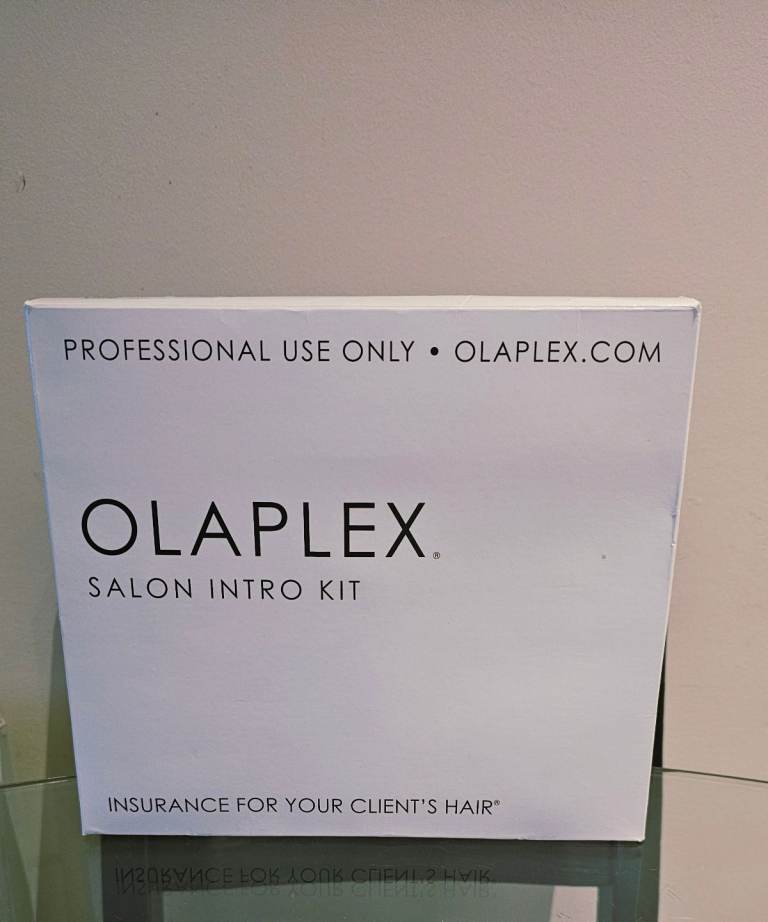 PROFESSIONAL USE ONLY • OLAPLEX.COM
OLAPLEX®
SALON INTRO KIT
INSURANCE FOR YOUR CLIENT'S HAIR®